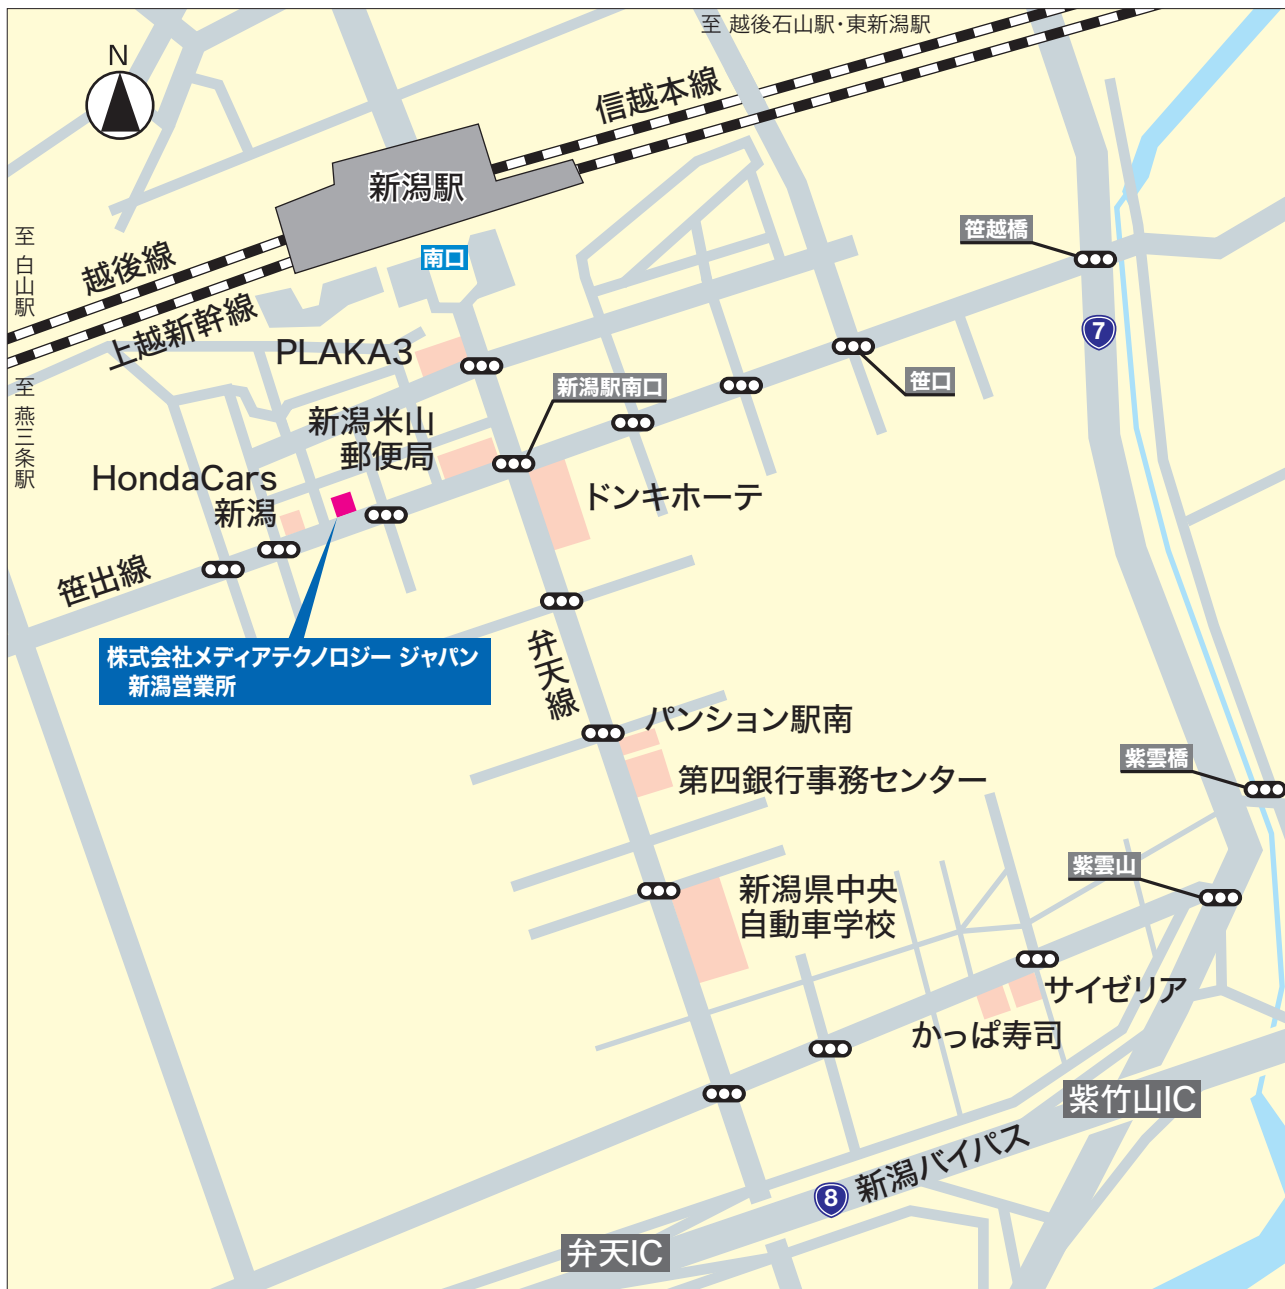 至 越後石山駅・東新潟駅
N
信越本線
新潟駅
笹越橋
至 白山駅
越後線
南口
上越新幹線
7
PLAKA3
至 燕三条駅
新潟駅南口
笹口
新潟米山
郵便局
HondaCars
新潟
ドンキホーテ
笹出線
株式会社メディアテクノロジー ジャパン
新潟営業所
弁天線
パンション駅南
紫雲橋
第四銀行事務センター
紫雲山
新潟県中央
自動車学校
サイゼリア
かっぱ寿司
紫竹山IC
新潟バイパス
8
弁天IC